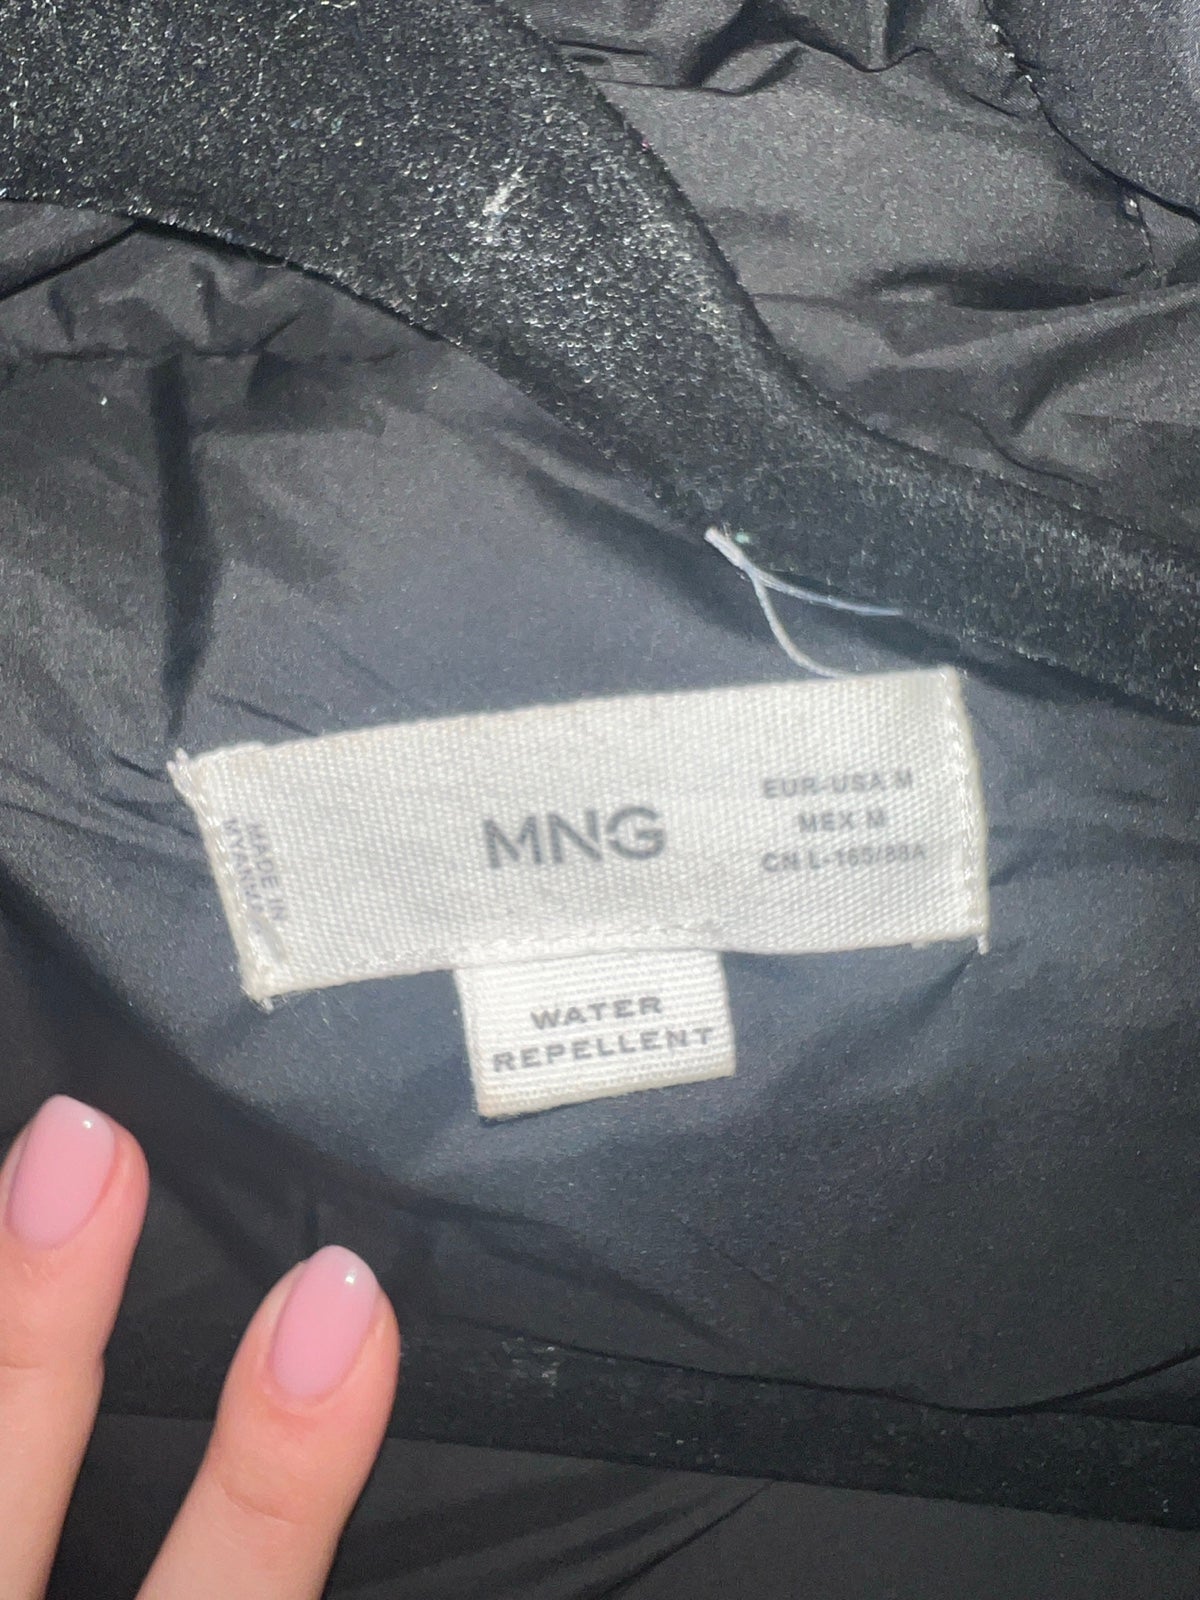 MADE IN
MYANMAR
MNG
EUR-USA M
MEX M
CN L-165/88A
WATER
REPELLENT